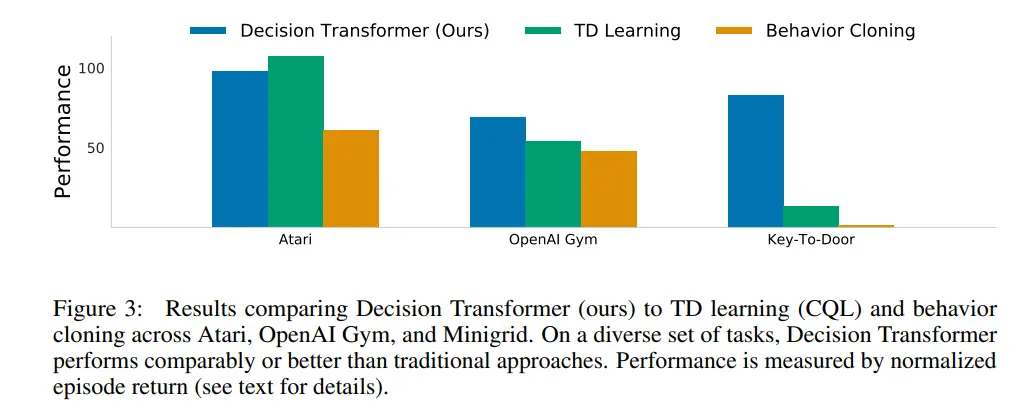 Decision Transformer (Ours) TD Learning Behavior Cloning
Performance
100
50
Atari OpenAI Gym Key-To-Door
Figure 3: Results comparing Decision Transformer (ours) to TD learning (CQL) and behavior
cloning across Atari, OpenAI Gym, and Minigrid. On a diverse set of tasks, Decision Transformer
performs comparably or better than traditional approaches. Performance is measured by normalized
episode return (see text for details).